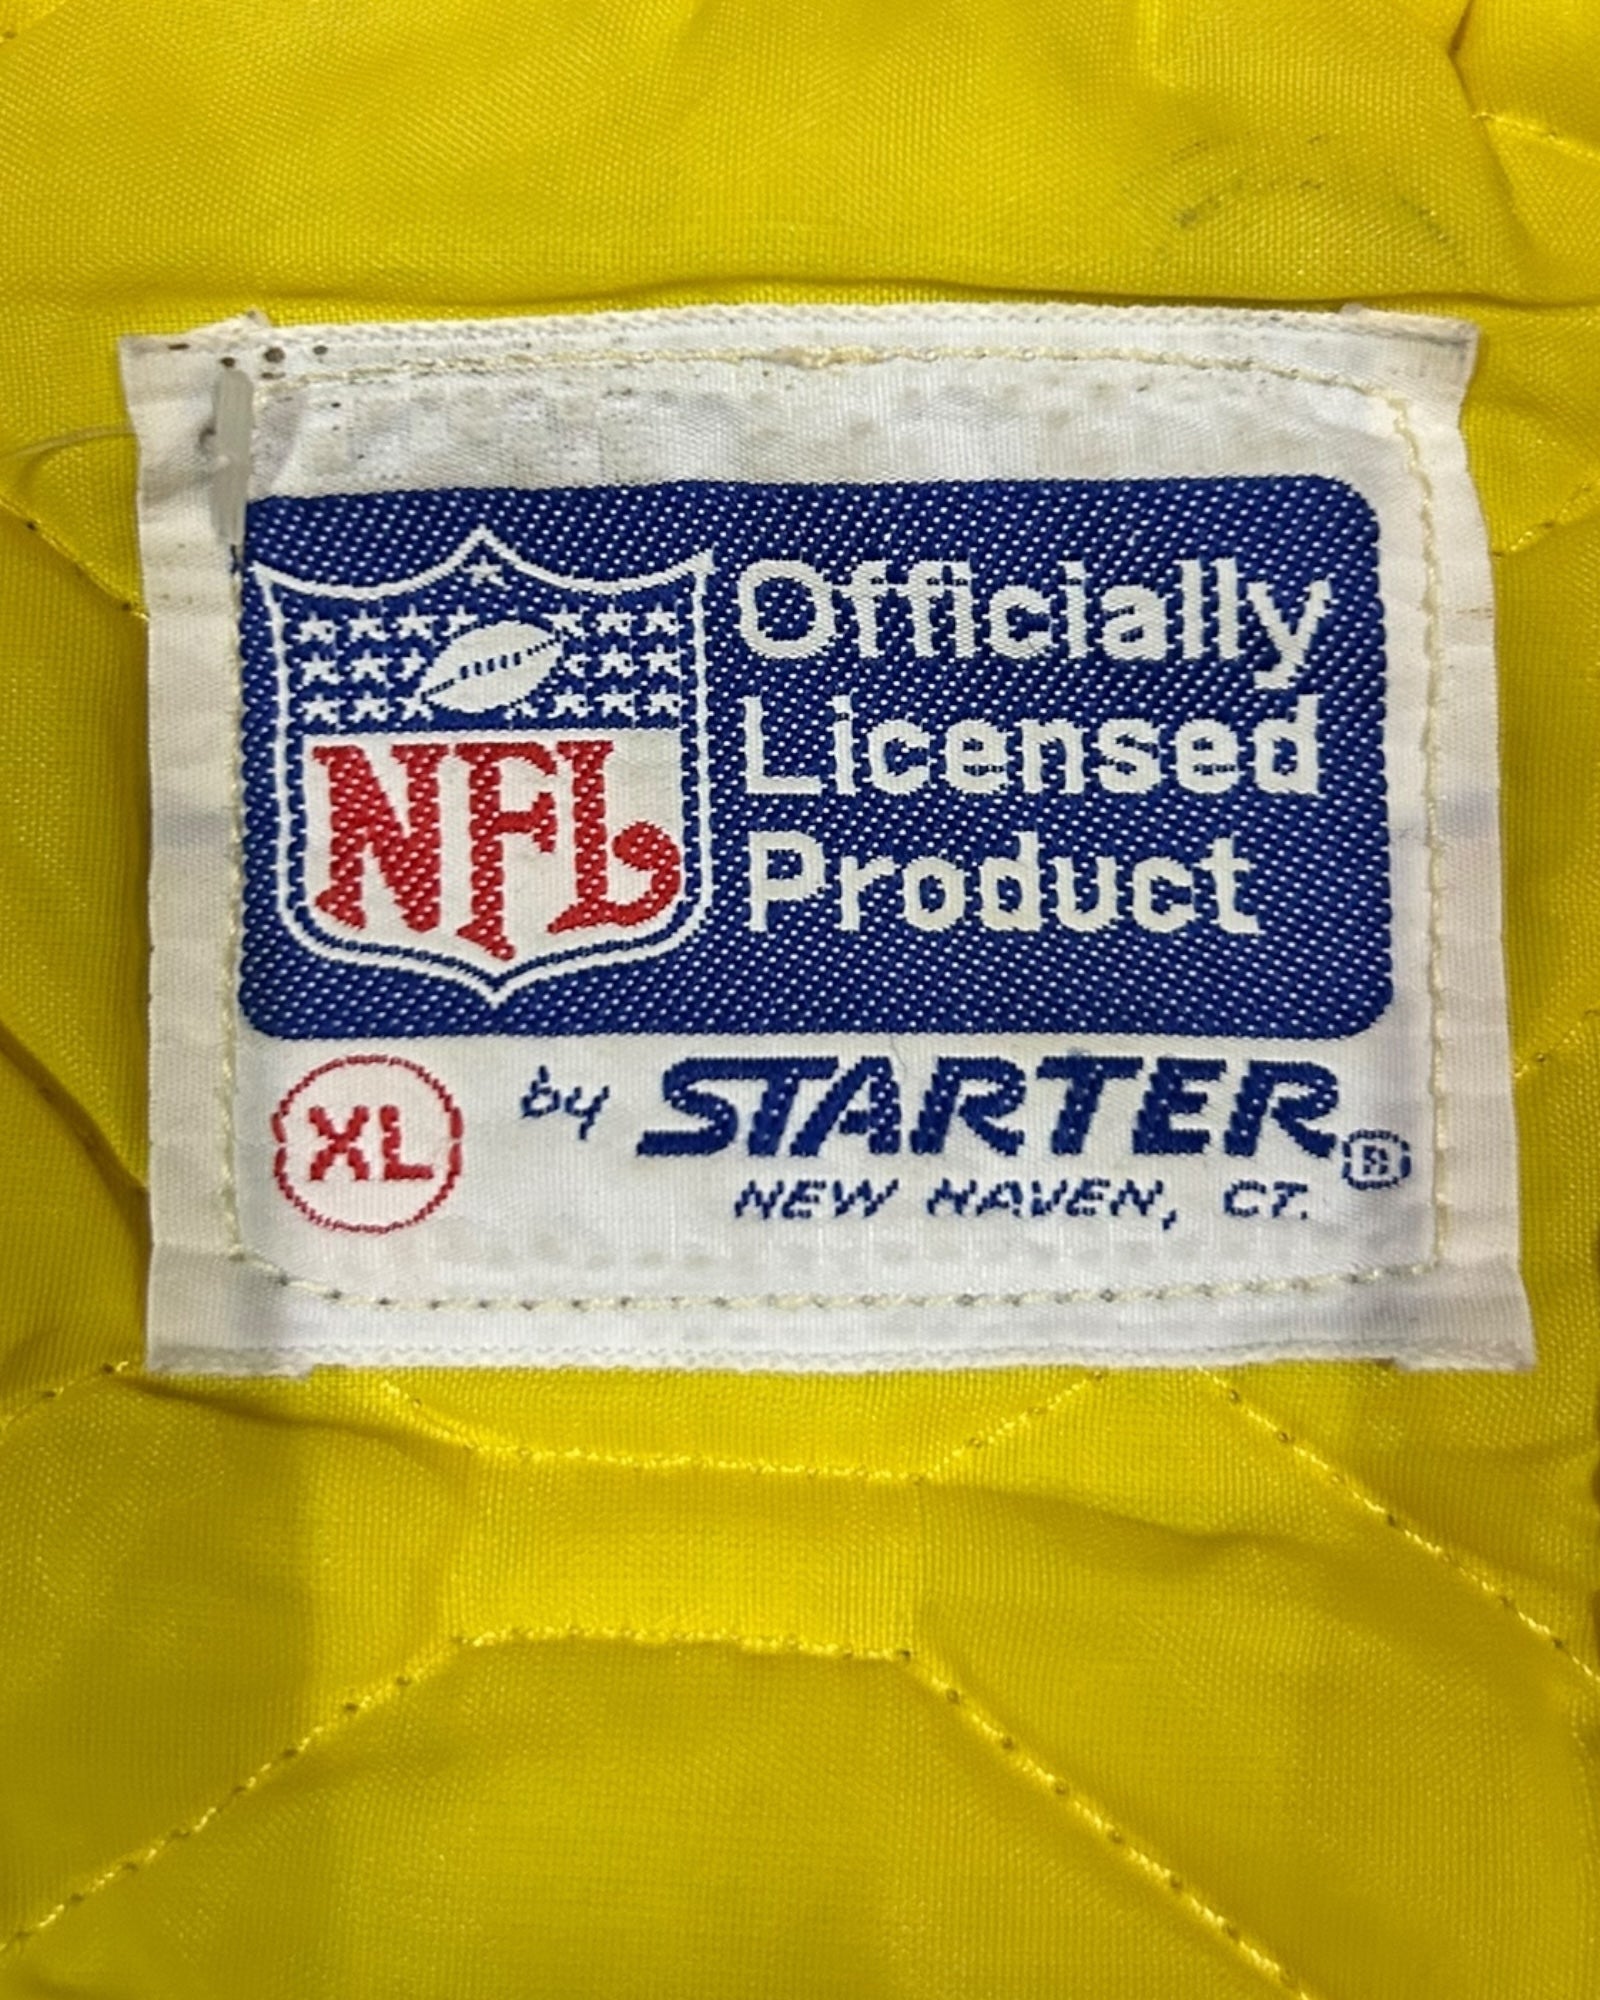 NFL
Officially
Licensed
Product
XL
by STARTER®
NEW HAVEN, CT.